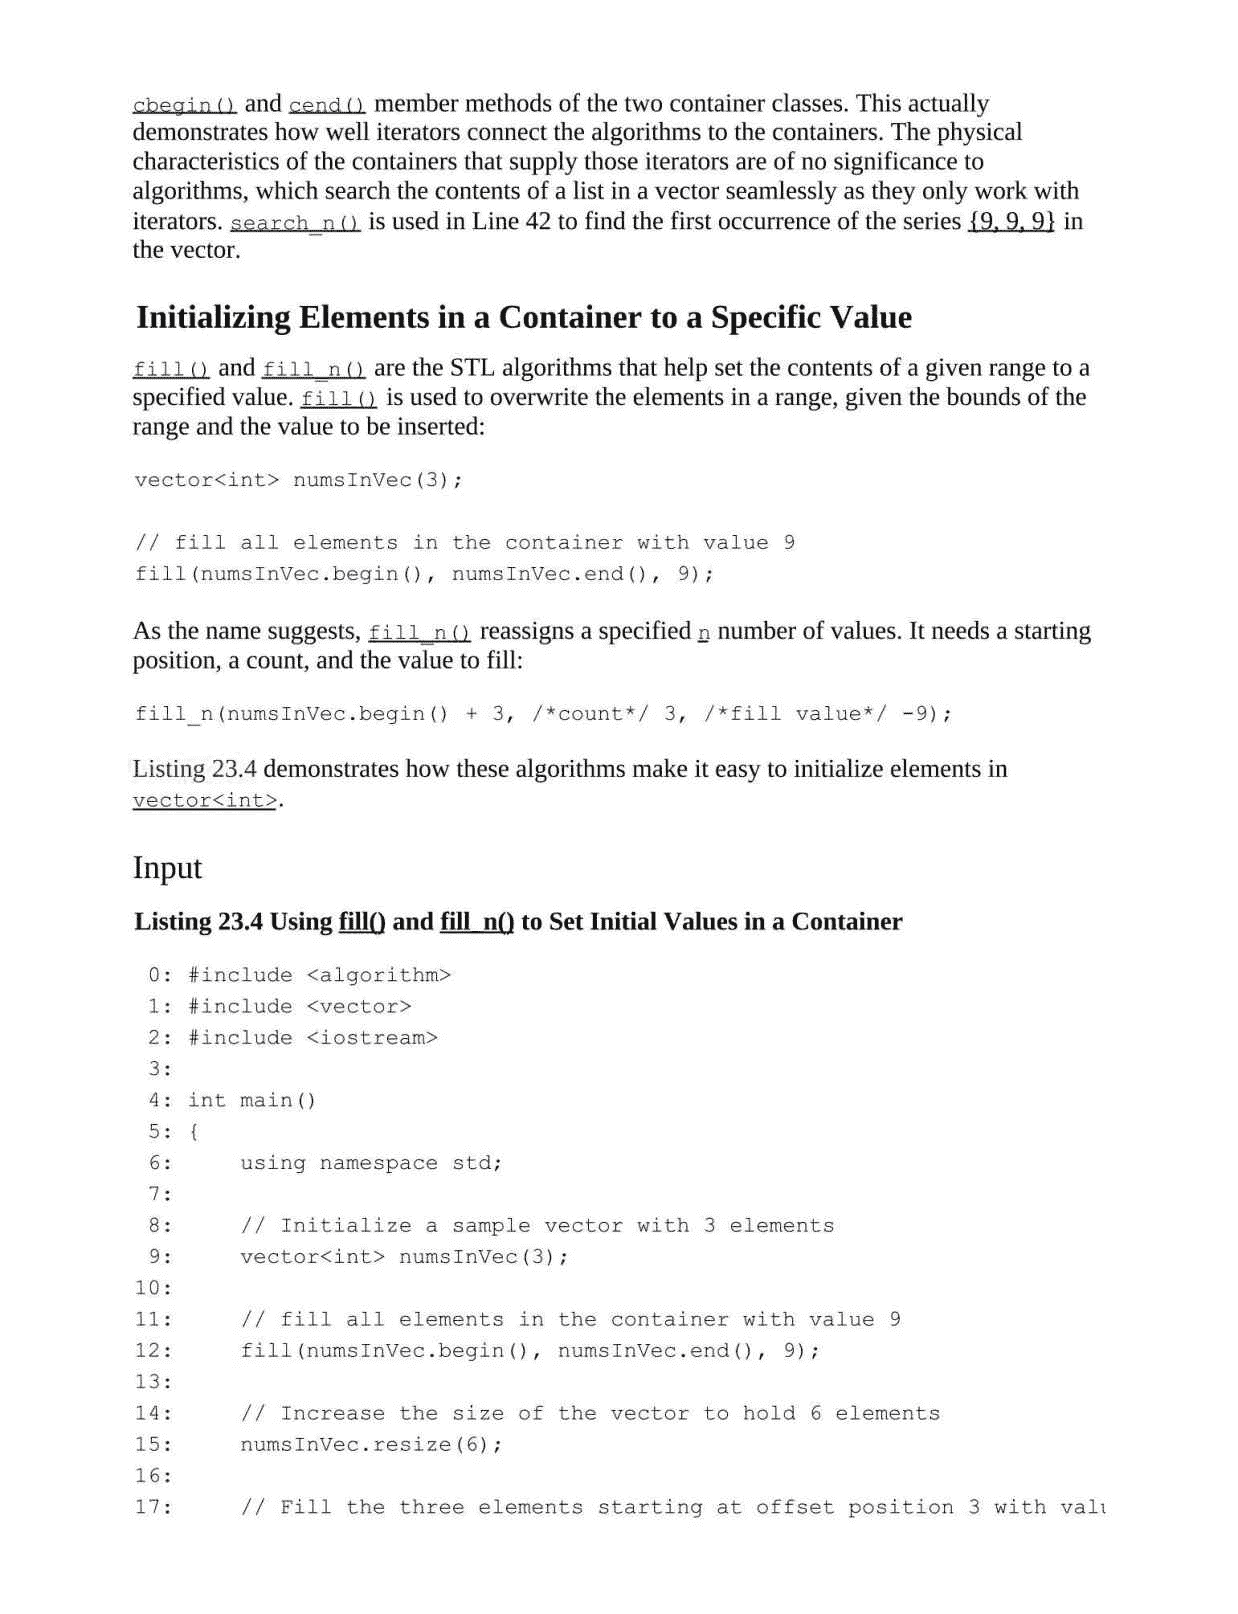 cbegin() and cend() member methods of the two container classes. This actually
demonstrates how well iterators connect the algorithms to the containers. The physical
characteristics of the containers that supply those iterators are of no significance to
algorithms, which search the contents of a list in a vector seamlessly as they only work with
iterators. search_n() is used in Line 42 to find the first occurrence of the series {9, 9, 9} in
the vector.
Initializing Elements in a Container to a Specific Value
fill() and fill_n() are the STL algorithms that help set the contents of a given range to a
specified value. fill() is used to overwrite the elements in a range, given the bounds of the
range and the value to be inserted:
vector<int> numsInVec(3);
// fill all elements in the container with value 9
fill(numsInVec.begin(), numsInVec.end(), 9);
As the name suggests, fill_n() reassigns a specified n number of values. It needs a starting
position, a count, and the value to fill:
fill_n(numsInVec.begin() + 3, /*count*/ 3, /*fill value*/ -9);
Listing 23.4 demonstrates how these algorithms make it easy to initialize elements in
vector<int>.
Input
Listing 23.4 Using fill() and fill_n() to Set Initial Values in a Container
0: #include <algorithm>
1: #include <vector>
2: #include <iostream>
3:
4: int main()
5: {
6:     using namespace std;
7:
8:     // Initialize a sample vector with 3 elements
9:     vector<int> numsInVec(3);
10:
11:     // fill all elements in the container with value 9
12:     fill(numsInVec.begin(), numsInVec.end(), 9);
13:
14:     // Increase the size of the vector to hold 6 elements
15:     numsInVec.resize(6);
16:
17:     // Fill the three elements starting at offset position 3 with